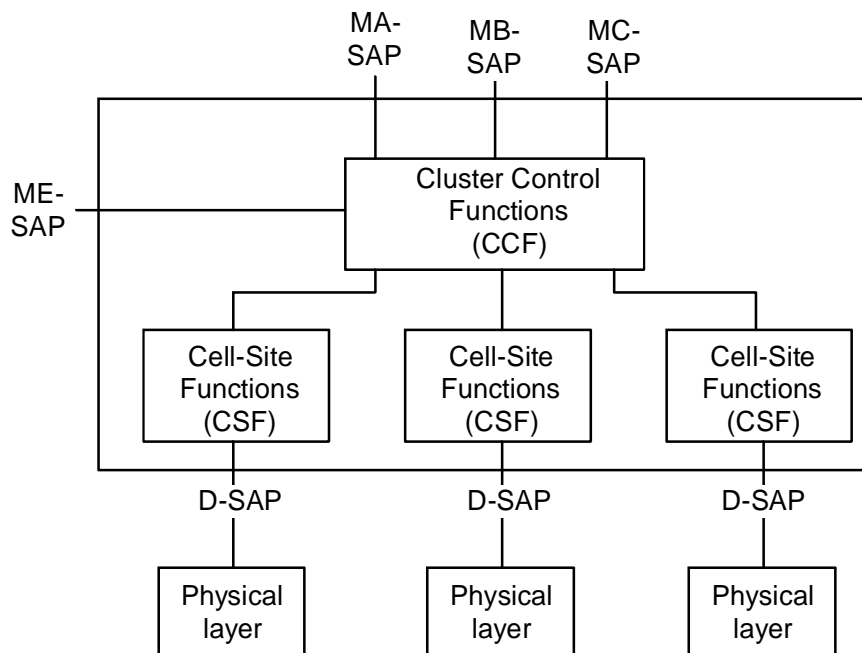 MA-
SAP
MB-
SAP
MC-
SAP
ME-
SAP
Cluster Control
Functions
(CCF)
Cell-Site
Functions
(CSF)
Cell-Site
Functions
(CSF)
Cell-Site
Functions
(CSF)
D-SAP
D-SAP
D-SAP
Physical
layer
Physical
layer
Physical
layer